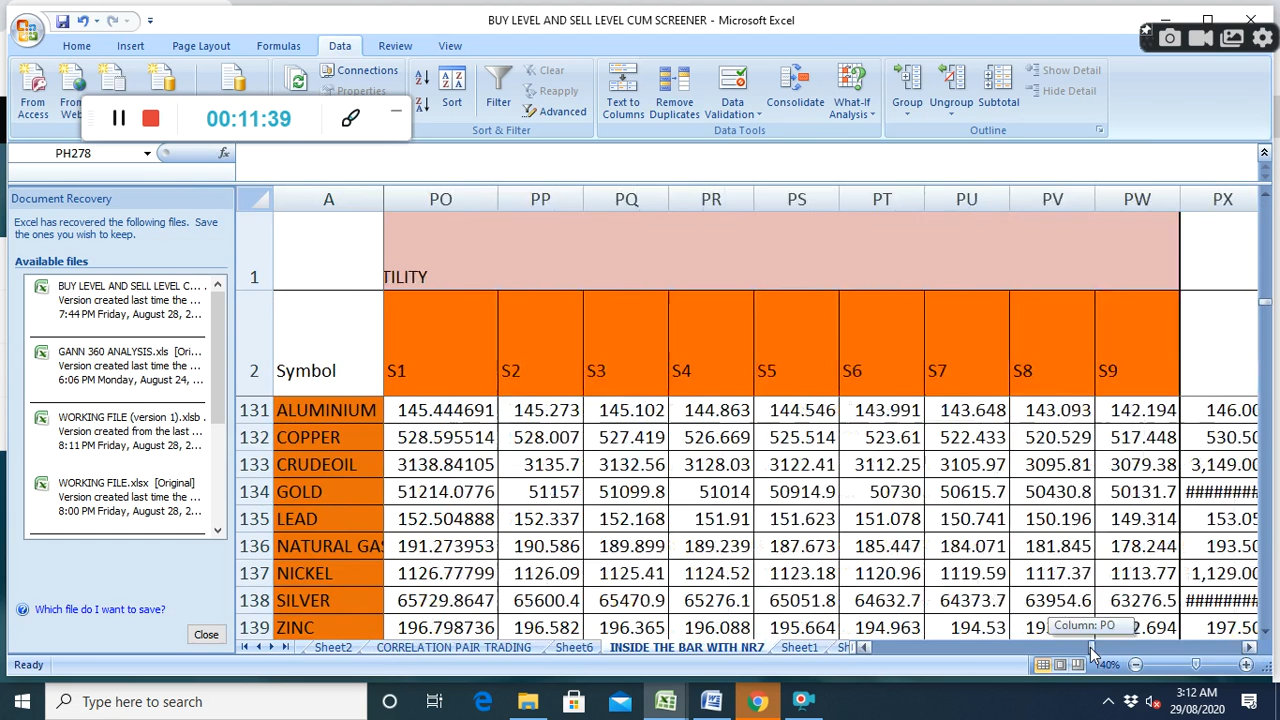 BUY LEVEL AND SELL LEVEL CUM SCREENER - Microsoft Excel
Home Insert Page Layout Formulas Data Review View
From Access
From Web
Connections
Properties
Sort
Filter
Clear
Reapply
Advanced
Text to Columns
Remove Duplicates
Data Validation
Consolidate
What-If Analysis
Group
Ungroup
Subtotal
Show Detail
Hide Detail
Sort & Filter
Data Tools
Outline
00:11:39
PH278
fx
Document Recovery
Excel has recovered the following files. Save the ones you wish to keep.
Available files
BUY LEVEL AND SELL LEVEL C...
Version created last time the ...
7:44 PM Friday, August 28, 2...
GANN 360 ANALYSIS.xls [Ori...
Version created last time the ...
6:06 PM Monday, August 24, ...
WORKING FILE (version 1).xlsb ...
Version created from the last ...
8:11 PM Friday, August 28, 2...
WORKING FILE.xlsx [Original]
Version created last time the ...
8:00 PM Friday, August 28, 2...
Which file do I want to save?
Close
A PO PP PQ PR PS PT PU PV PW PX
1 TILITY
2 Symbol S1 S2 S3 S4 S5 S6 S7 S8 S9
131 ALUMINIUM 145.444691 145.273 145.102 144.863 144.546 143.991 143.648 143.093 142.194 146.00
132 COPPER 528.595514 528.007 527.419 526.669 525.514 523.61 522.433 520.529 517.448 530.50
133 CRUDEOIL 3138.84105 3135.7 3132.56 3128.03 3122.41 3112.25 3105.97 3095.81 3079.38 3,149.00
134 GOLD 51214.0776 51157 51099.8 51014 50914.9 50730 50615.7 50430.8 50131.7 ########
135 LEAD 152.504888 152.337 152.168 151.91 151.623 151.078 150.741 150.196 149.314 153.05
136 NATURAL GAS 191.273953 190.586 189.899 189.239 187.673 185.447 184.071 181.845 178.244 193.50
137 NICKEL 1126.77799 1126.09 1125.41 1124.52 1123.18 1120.96 1119.59 1117.37 1113.77 1,129.00
138 SILVER 65729.8647 65600.4 65470.9 65276.1 65051.8 64632.7 64373.7 63954.6 63276.5 ########
139 ZINC 196.798595 196.582 196.365 196.088 195.664 194.963 194.53 197.50
Column: PO
Sheet2 CORRELATION PAIR TRADING Sheet6 INSIDE THE BAR WITH NR7 Sheet1 Sh
Ready
40%
Type here to search
3:12 AM
29/08/2020